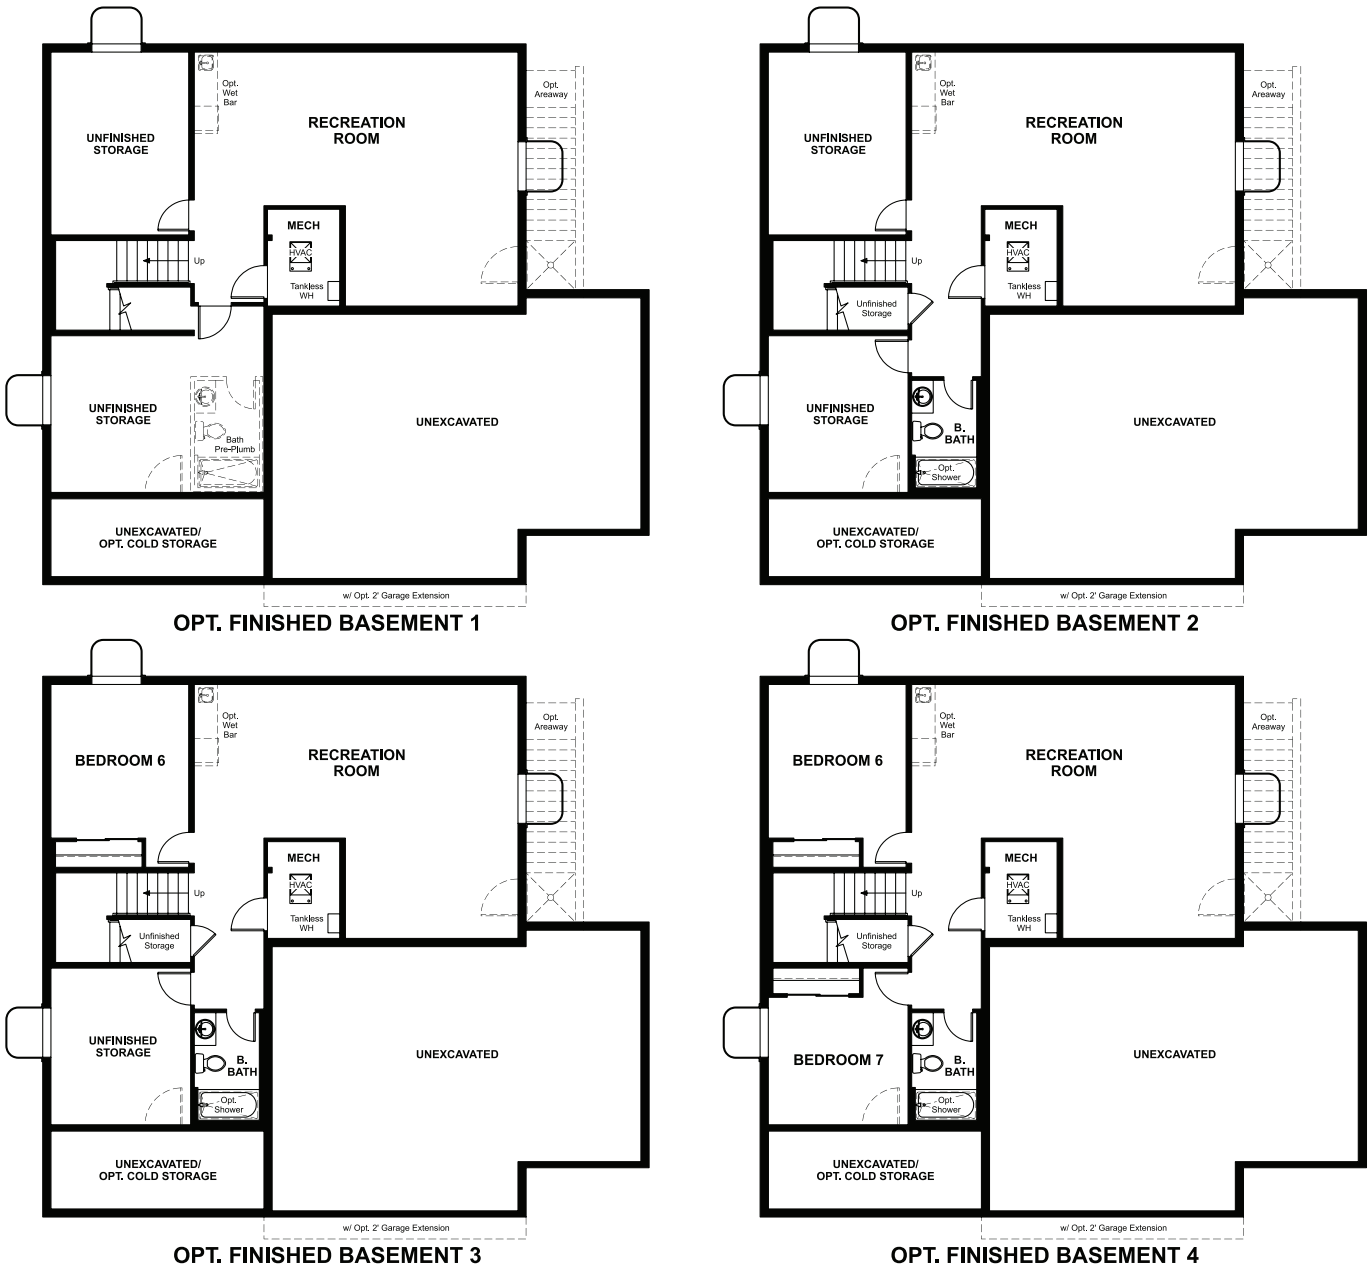 Opt.
Wet
Bar
Opt.
Areaway
RECREATION
ROOM
UNFINISHED
STORAGE
MECH
HVAC
Up
Tankless
WH
UNFINISHED
STORAGE
UNEXCAVATED
Bath
Pre-Plumb
UNEXCAVATED/
OPT. COLD STORAGE
w/ Opt. 2' Garage Extension
OPT. FINISHED BASEMENT 1
Opt.
Wet
Bar
Opt.
Areaway
RECREATION
ROOM
UNFINISHED
STORAGE
MECH
HVAC
Up
Tankless
WH
Unfinished
Storage
UNFINISHED
STORAGE
B.
BATH
UNEXCAVATED
Opt.
Shower
UNEXCAVATED/
OPT. COLD STORAGE
w/ Opt. 2' Garage Extension
OPT. FINISHED BASEMENT 2
Opt.
Wet
Bar
Opt.
Areaway
RECREATION
ROOM
BEDROOM 6
MECH
HVAC
Up
Tankless
WH
Unfinished
Storage
UNFINISHED
STORAGE
B.
BATH
UNEXCAVATED
Opt.
Shower
UNEXCAVATED/
OPT. COLD STORAGE
w/ Opt. 2' Garage Extension
OPT. FINISHED BASEMENT 3
Opt.
Wet
Bar
Opt.
Areaway
RECREATION
ROOM
BEDROOM 6
MECH
HVAC
Up
Tankless
WH
Unfinished
Storage
BEDROOM 7
B.
BATH
UNEXCAVATED
Opt.
Shower
UNEXCAVATED/
OPT. COLD STORAGE
w/ Opt. 2' Garage Extension
OPT. FINISHED BASEMENT 4